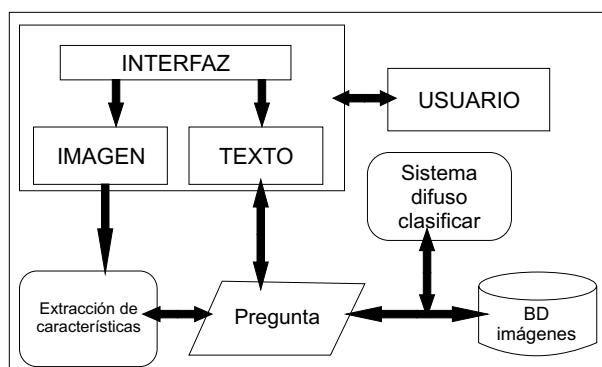 INTERFAZ
USUARIO
IMAGEN
TEXTO
Sistema
difuso
clasificar
Extracción de
características
Pregunta
BD
imágenes